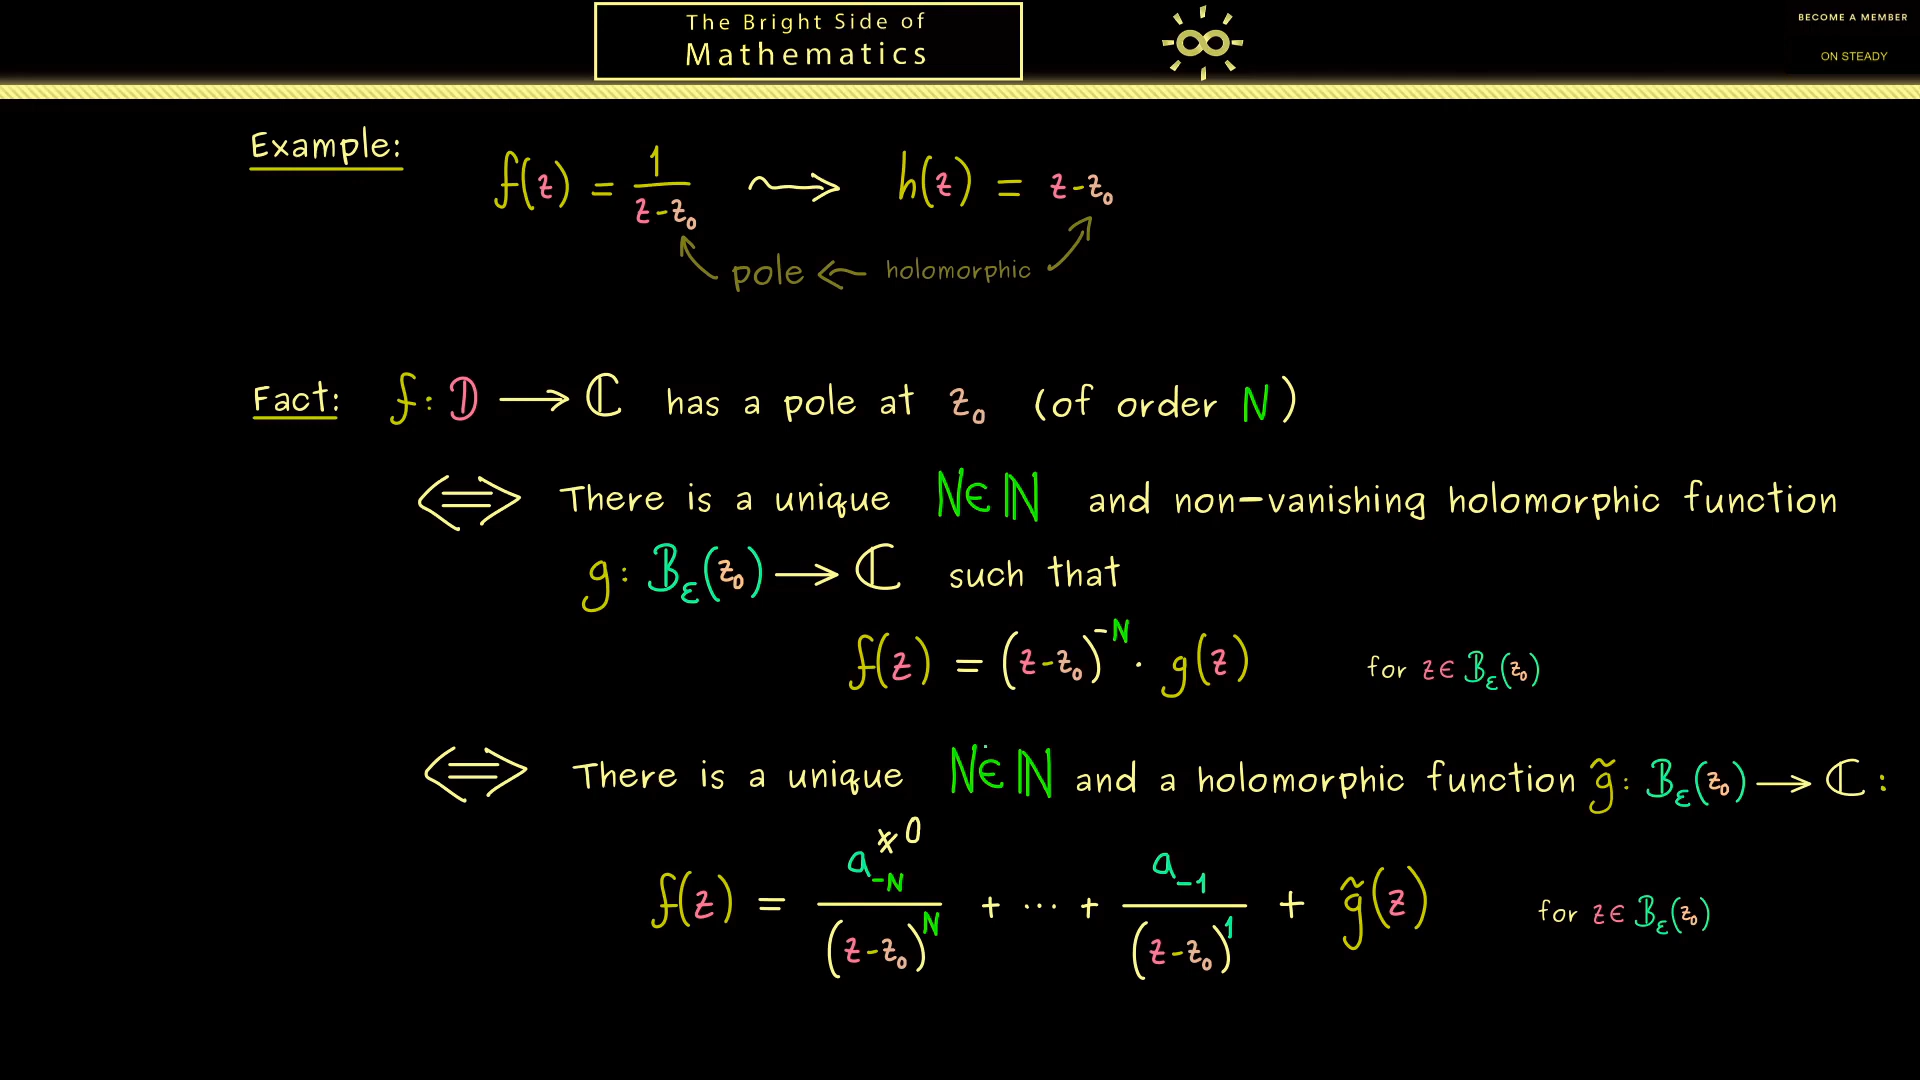 The Bright Side of
Mathematics
BECOME A MEMBER
ON STEADY
Example: f(z) = 1/(z-z₀) ⟿ h(z) = z-z₀
pole ← holomorphic
Fact: f: D ⟶ ℂ has a pole at z₀ (of order N)
⟺ There is a unique N∈ℕ and non-vanishing holomorphic function
g: B_ε(z₀) ⟶ ℂ such that
f(z) = (z-z₀)^{-N} · g(z) for z∈B_ε(z₀)
⟺ There is a unique N∈ℕ and a holomorphic function g̃: B_ε(z₀) ⟶ ℂ:
f(z) = a_{-N}^{≠0}/(z-z₀)^N + ··· + a_{-1}/(z-z₀)^1 + g̃(z) for z∈B_ε(z₀)